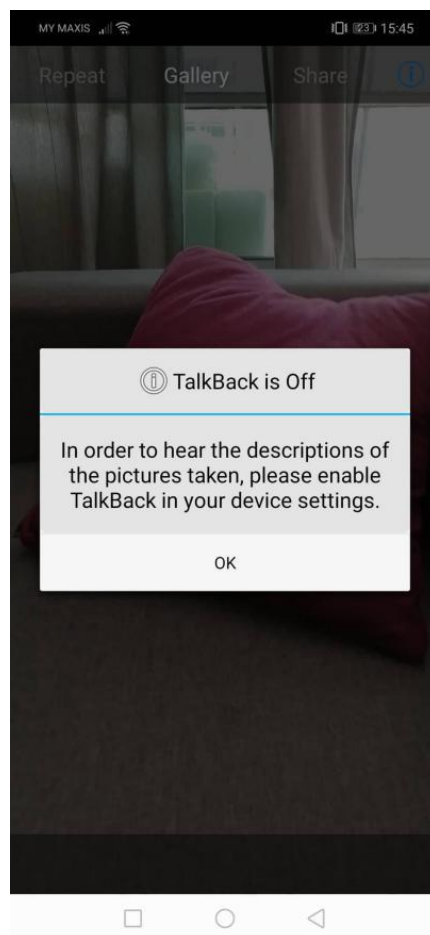 MY MAXIS 23 15:45
Repeat Gallery Share
TalkBack is Off
In order to hear the descriptions of
the pictures taken, please enable
TalkBack in your device settings.
OK